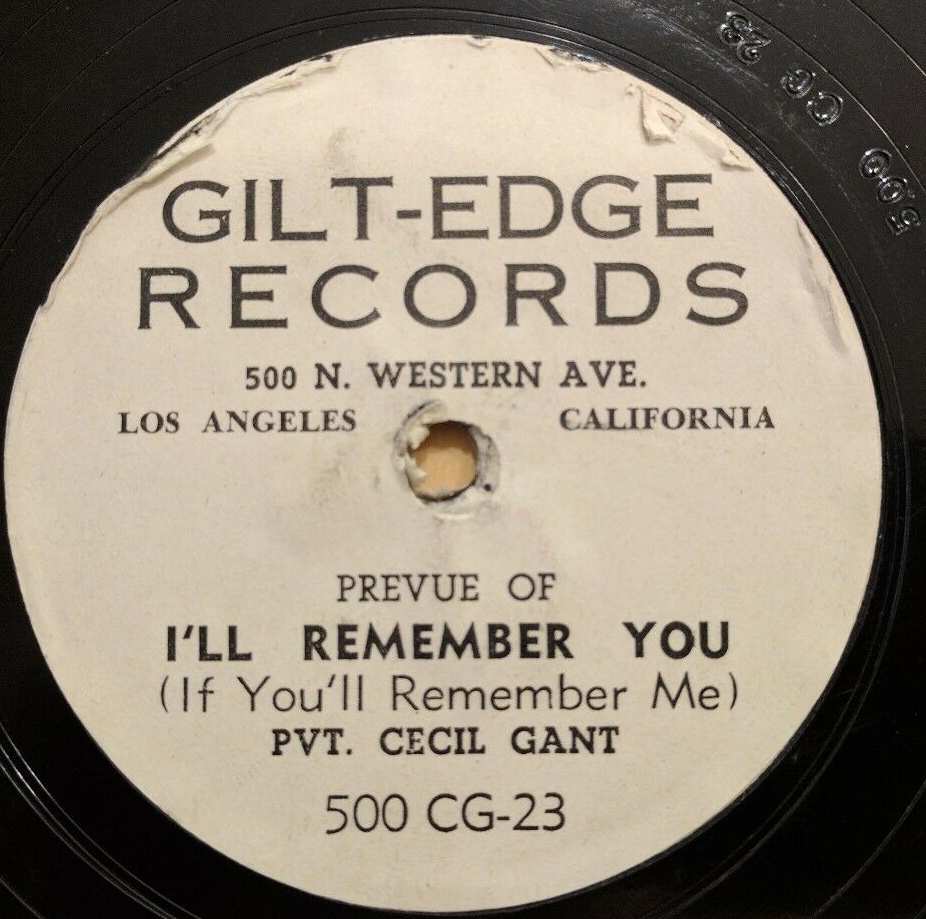 GILT-EDGE
RECORDS
500 N. WESTERN AVE.
LOS ANGELES CALIFORNIA
PREVUE OF
I'LL REMEMBER YOU
(If You'll Remember Me)
PVT. CECIL GANT
500 CG-23
500 CG 23